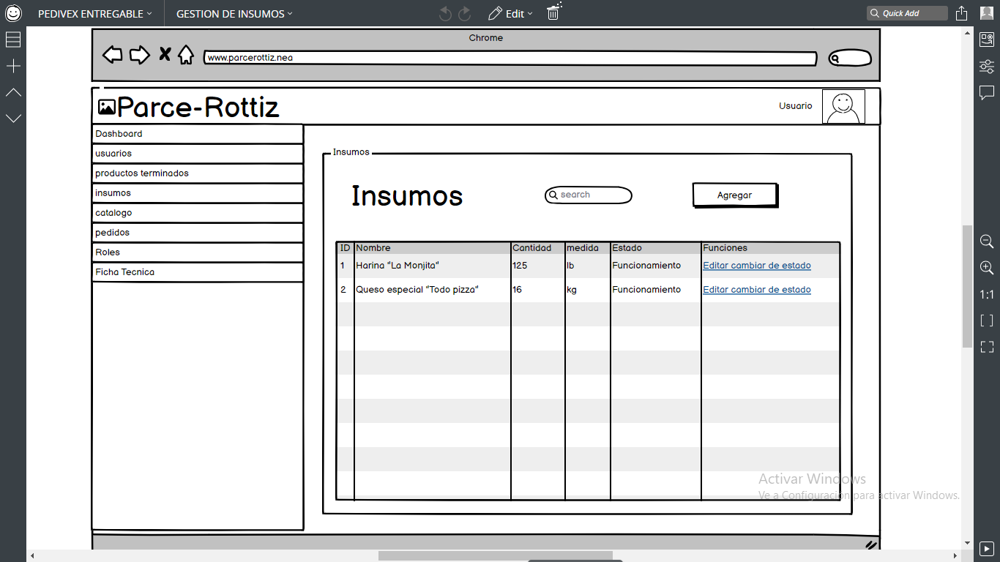 PEDIVEX ENTREGABLE GESTION DE INSUMOS Edit Quick Add
Chrome
www.parcerottiz.nea
Parce-Rottiz
Usuario
Dashboard
usuarios
productos terminados
insumos
catalogo
pedidos
Roles
Ficha Tecnica
Insumos
Insumos search Agregar
ID Nombre Cantidad medida Estado Funciones
1 Harina "La Monjita" 125 lb Funcionamiento Editar cambiar de estado
2 Queso especial "Todo pizza" 16 kg Funcionamiento Editar cambiar de estado
1:1
Activar Windows
Ve a Configuración para activar Windows.